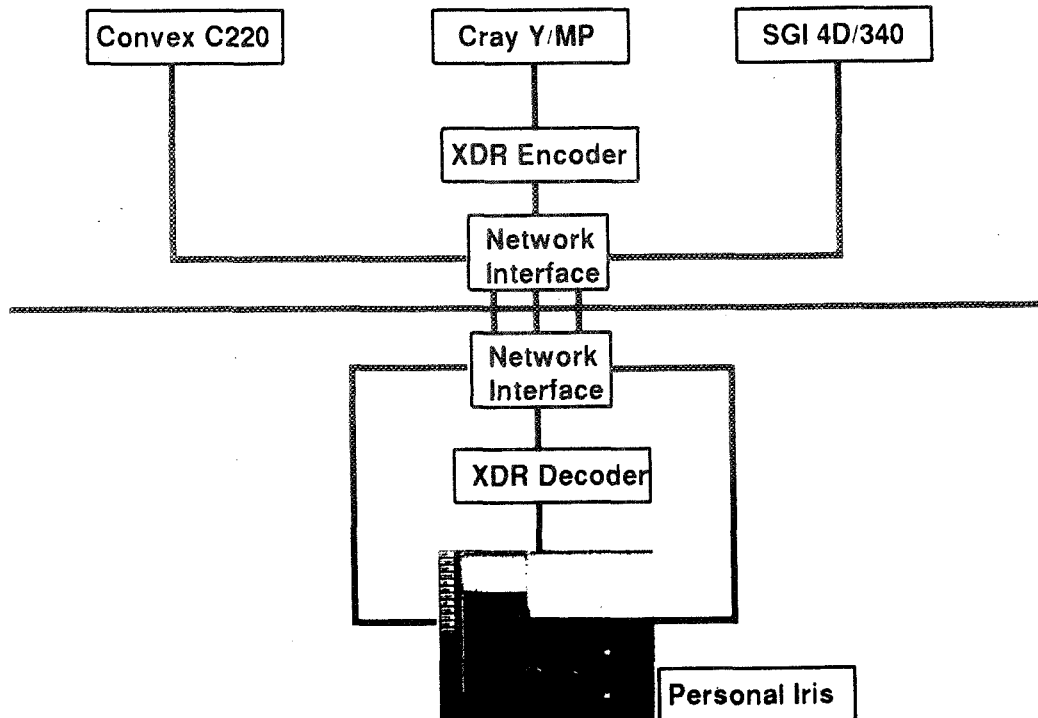 Convex C220
Cray Y/MP
SGI 4D/340
XDR Encoder
Network
Interface
Network
Interface
XDR Decoder
Personal Iris